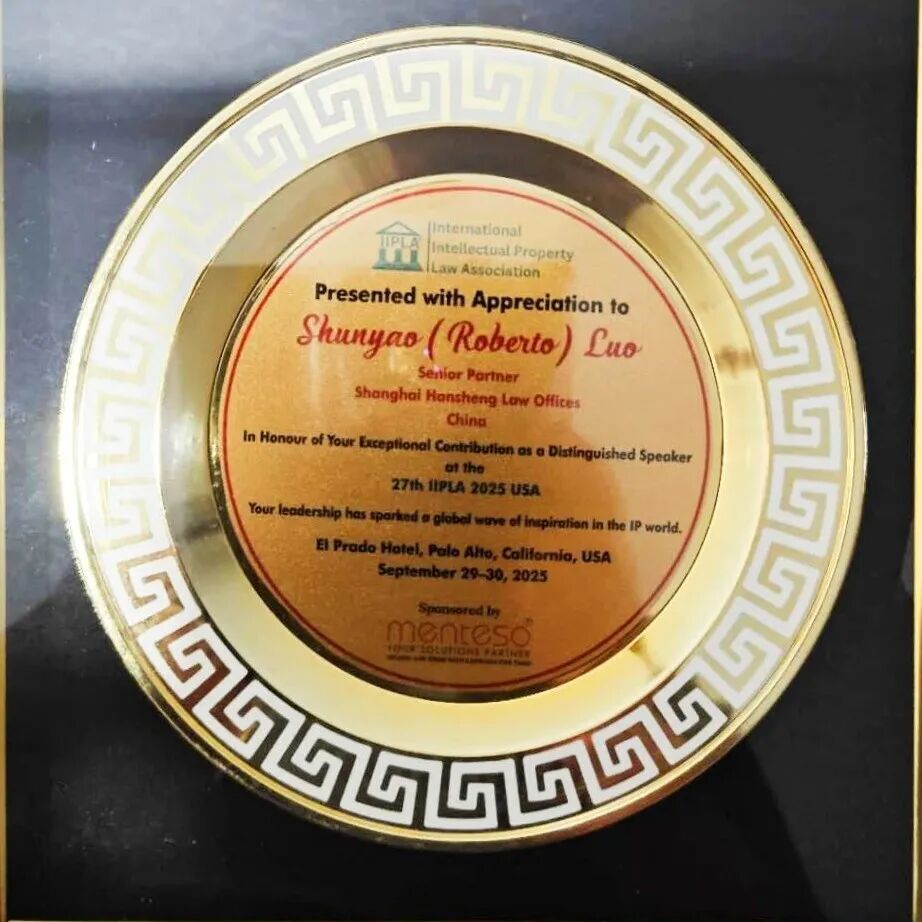 IIPLA
International
Intellectual Property
Law Association
Presented with Appreciation to
Shunyao (Roberto) Luo
Senior Partner
Shanghai Hansheng Law Offices
China
In Honour of Your Exceptional Contribution as a Distinguished Speaker
at the
27th IIPLA 2025 USA
Your leadership has sparked a global wave of inspiration in the IP world.
El Prado Hotel, Palo Alto, California, USA
September 29–30, 2025
Sponsored by
menteso®
YOUR SOLUTIONS PARTNER